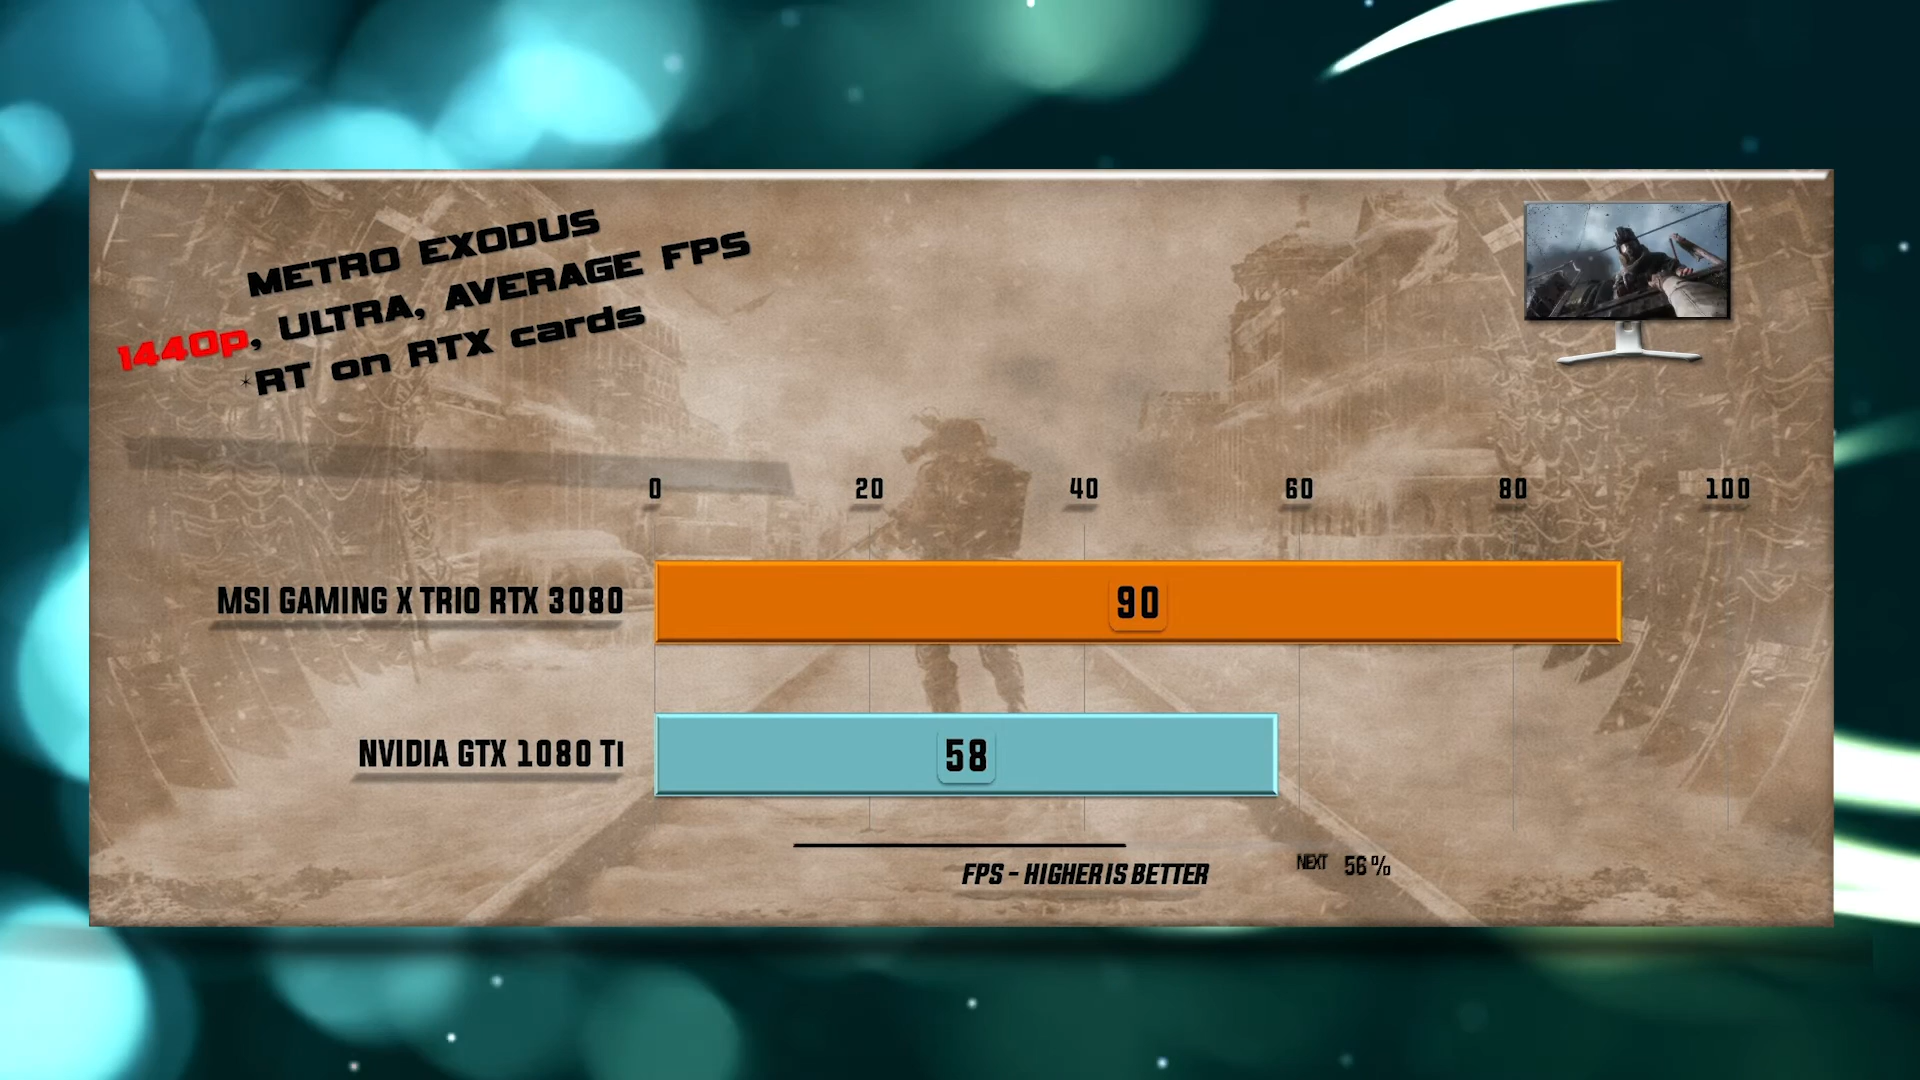 METRO EXODUS
1440p, ULTRA, AVERAGE FPS
*RT on RTX cards
0 20 40 60 80 100
MSI GAMING X TRIO RTX 3080 90
NVIDIA GTX 1080 TI 58
FPS - HIGHER IS BETTER
NEXT 56%